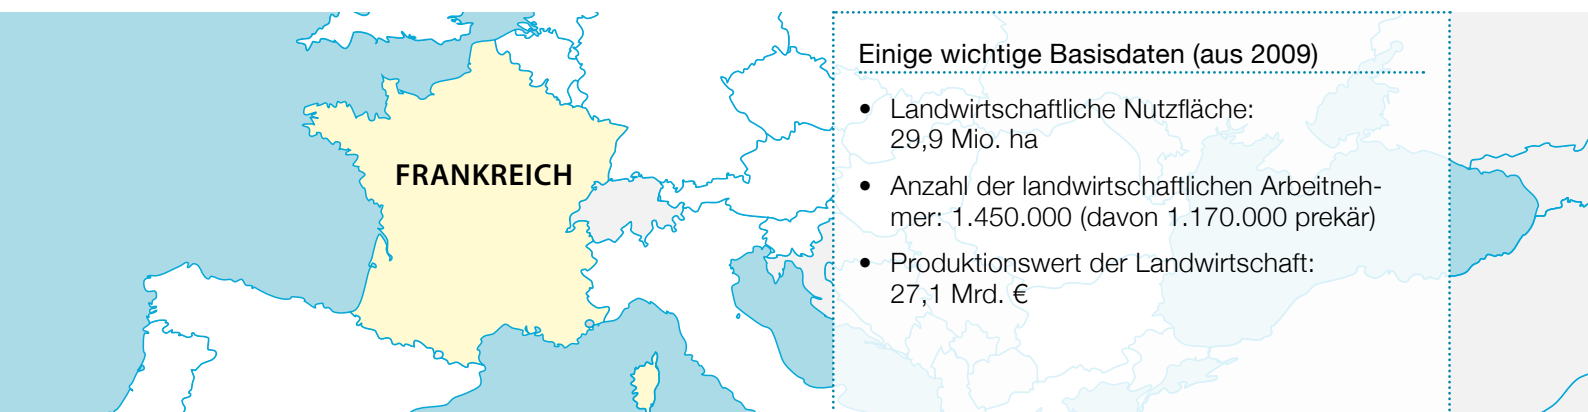 FRANKREICH
Einige wichtige Basisdaten (aus 2009)
• Landwirtschaftliche Nutzfläche:
29,9 Mio. ha
• Anzahl der landwirtschaftlichen Arbeitneh-
mer: 1.450.000 (davon 1.170.000 prekär)
• Produktionswert der Landwirtschaft:
27,1 Mrd. €